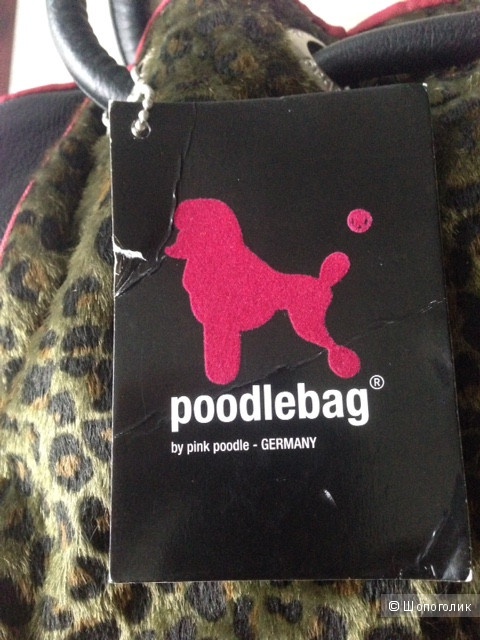 poodlebag®
by pink poodle - GERMANY
© Шопоголик